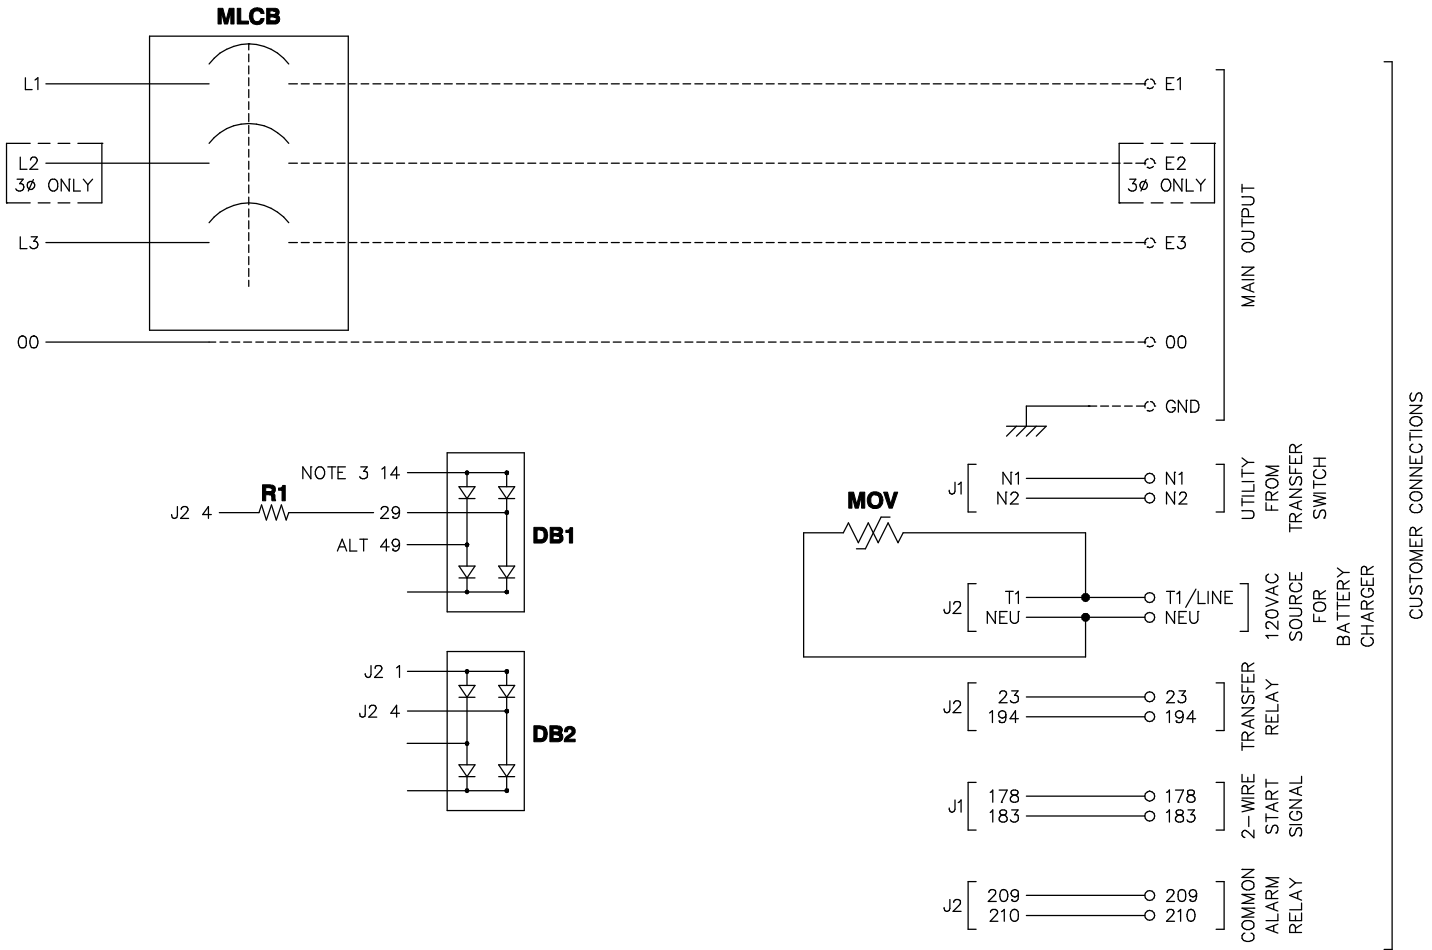 MLCB
L1
E1
L2
3ø ONLY
E2
3ø ONLY
L3
E3
00
00
GND
MAIN OUTPUT
NOTE 3 14
R1
J2 4
29
ALT 49
DB1
J2 1
J2 4
DB2
MOV
J1
N1
N2
N1
N2
UTILITY
FROM
TRANSFER
SWITCH
J2
T1
NEU
T1/LINE
NEU
120VAC
SOURCE
FOR
BATTERY
CHARGER
J2
23
194
23
194
TRANSFER
RELAY
J1
178
183
178
183
2-WIRE
START
SIGNAL
J2
209
210
209
210
COMMON
ALARM
RELAY
CUSTOMER CONNECTIONS